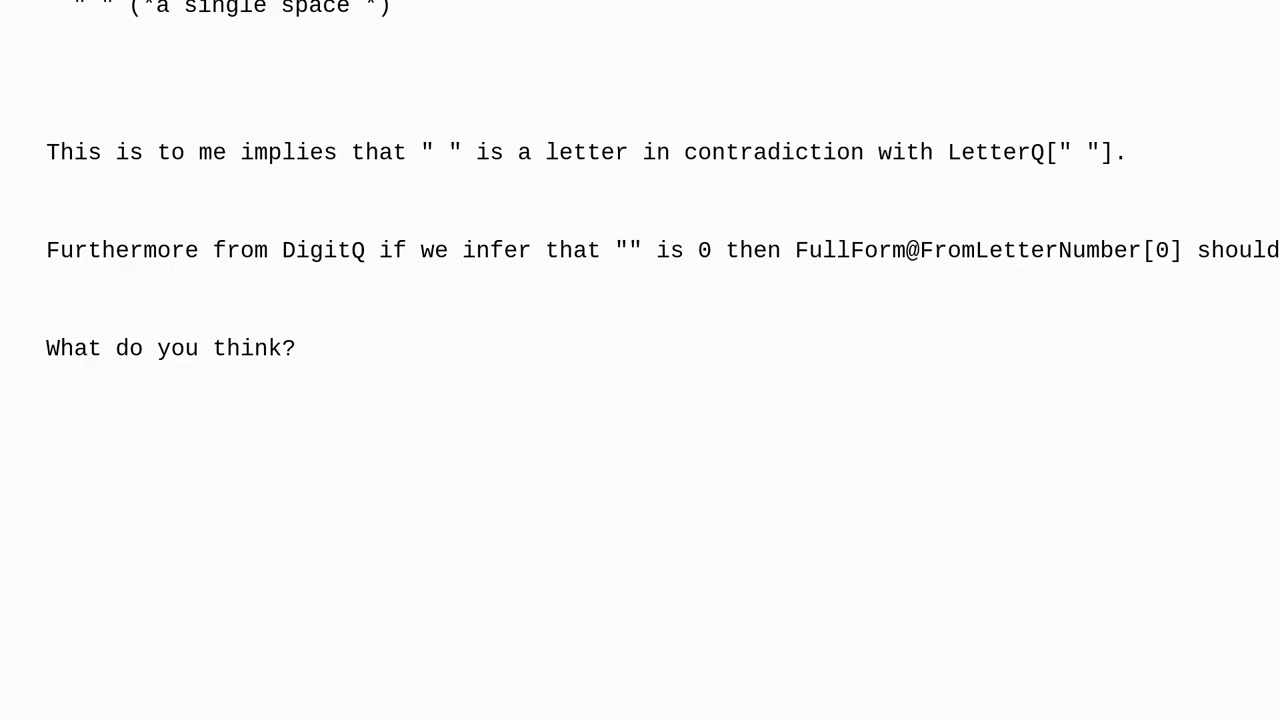 " " (*a single space *)
This is to me implies that " " is a letter in contradiction with LetterQ[" "].
Furthermore from DigitQ if we infer that "" is 0 then FullForm@FromLetterNumber[0] should
What do you think?